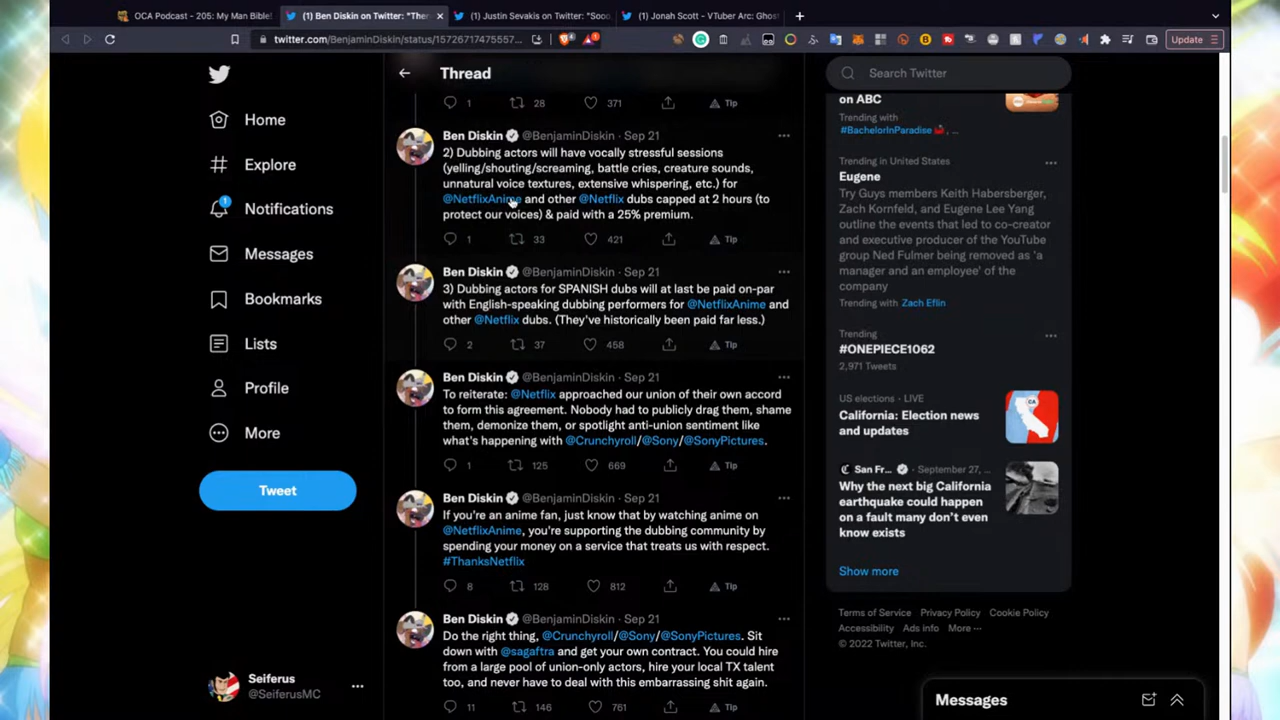 OCA Podcast - 205: My Man Bible!
(1) Ben Diskin on Twitter: "Ther
(1) Justin Sevakis on Twitter: "Sooo
(1) Jonah Scott - VTuber Arc: Ghos
twitter.com/BenjaminDiskin/status/15726717475557...
Update
Home
Explore
1
Notifications
Messages
Bookmarks
Lists
Profile
More
Tweet
Seiferus
@SeiferusMC
Thread
1 28 371 Tip
Ben Diskin @BenjaminDiskin · Sep 21
2) Dubbing actors will have vocally stressful sessions
(yelling/shouting/screaming, battle cries, creature sounds,
unnatural voice textures, extensive whispering, etc.) for
@NetflixAnime and other @Netflix dubs capped at 2 hours (to
protect our voices) & paid with a 25% premium.
1 33 421 Tip
Ben Diskin @BenjaminDiskin · Sep 21
3) Dubbing actors for SPANISH dubs will at last be paid on-par
with English-speaking dubbing performers for @NetflixAnime and
other @Netflix dubs. (They've historically been paid far less.)
2 37 458 Tip
Ben Diskin @BenjaminDiskin · Sep 21
To reiterate: @Netflix approached our union of their own accord
to form this agreement. Nobody had to publicly drag them, shame
them, demonize them, or spotlight anti-union sentiment like
what's happening with @Crunchyroll/@Sony/@SonyPictures.
1 125 669 Tip
Ben Diskin @BenjaminDiskin · Sep 21
If you're an anime fan, just know that by watching anime on
@NetflixAnime, you're supporting the dubbing community by
spending your money on a service that treats us with respect.
#ThanksNetflix
8 128 812 Tip
Ben Diskin @BenjaminDiskin · Sep 21
Do the right thing, @Crunchyroll/@Sony/@SonyPictures. Sit
down with @sagaftra and get your own contract. You could hire
from a large pool of union-only actors, hire your local TX talent
too, and never have to deal with this embarrassing shit again.
11 146 761 Tip
Search Twitter
on ABC
Trending with
#BachelorInParadise , ...
Trending in United States
Eugene
Try Guys members Keith Habersberger,
Zach Kornfeld, and Eugene Lee Yang
outline the events that led to co-creator
and executive producer of the YouTube
group Ned Fulmer being removed as 'a
manager and an employee' of the
company
Trending with Zach Eflin
Trending
#ONEPIECE1062
2,971 Tweets
US elections · LIVE
California: Election news
and updates
San Fr... · September 27, ...
Why the next big California
earthquake could happen
on a fault many don't even
know exists
Show more
Terms of Service Privacy Policy Cookie Policy
Accessibility Ads info More ···
© 2022 Twitter, Inc.
Messages